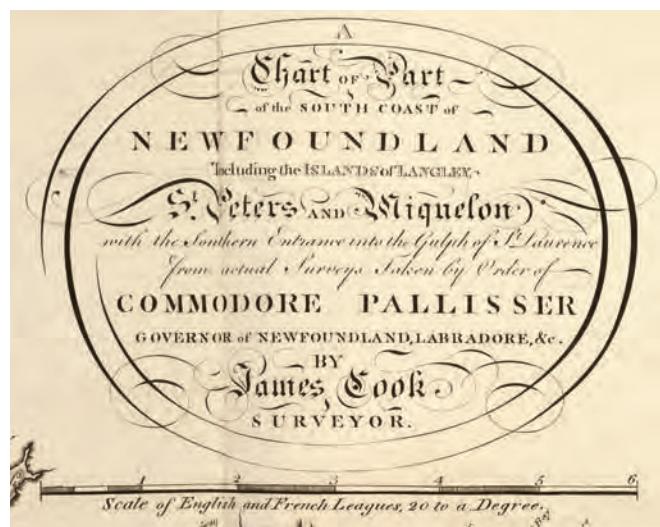 A
Chart OF Part
of the SOUTH COAST of
NEWFOUNDLAND
Including the ISLANDS of LANGLEY,
St. Peters AND Miquelon,
with the Southern Entrance into the Gulph of St. Laurence
from actual Surveys Taken by Order of
COMMODORE PALLISSER
GOVERNOR of NEWFOUNDLAND, LABRADORE, &c.
BY
James Cook
SURVEYOR.
1 2 3 4 5 6
Scale of English and French Leagues, 20 to a Degree.